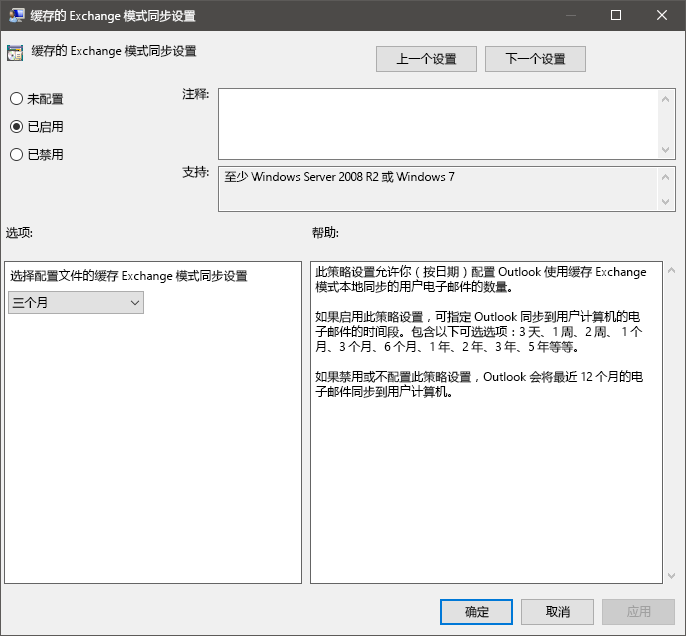 缓存的 Exchange 模式同步设置
缓存的 Exchange 模式同步设置
上一个设置
下一个设置
未配置
已启用
已禁用
注释:
支持:
至少 Windows Server 2008 R2 或 Windows 7
选项:
帮助:
选择配置文件的缓存 Exchange 模式同步设置
三个月
此策略设置允许你（按日期）配置 Outlook 使用缓存 Exchange
模式本地同步的用户电子邮件的数量。
如果启用此策略设置，可指定 Outlook 同步到用户计算机的电
子邮件的时间段。包含以下可选选项：3 天、1 周、2 周、 1 个
月、3 个月、6 个月、1 年、2 年、3 年、5 年等等。
如果禁用或不配置此策略设置，Outlook 会将最近 12 个月的电
子邮件同步到用户计算机。
确定
取消
应用